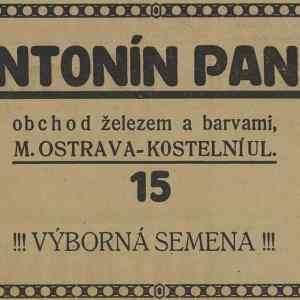 NTONÍN PAN
obchod železem a barvami,
M. OSTRAVA-KOSTELNÍ UL.
15
!!! VÝBORNÁ SEMENA !!!